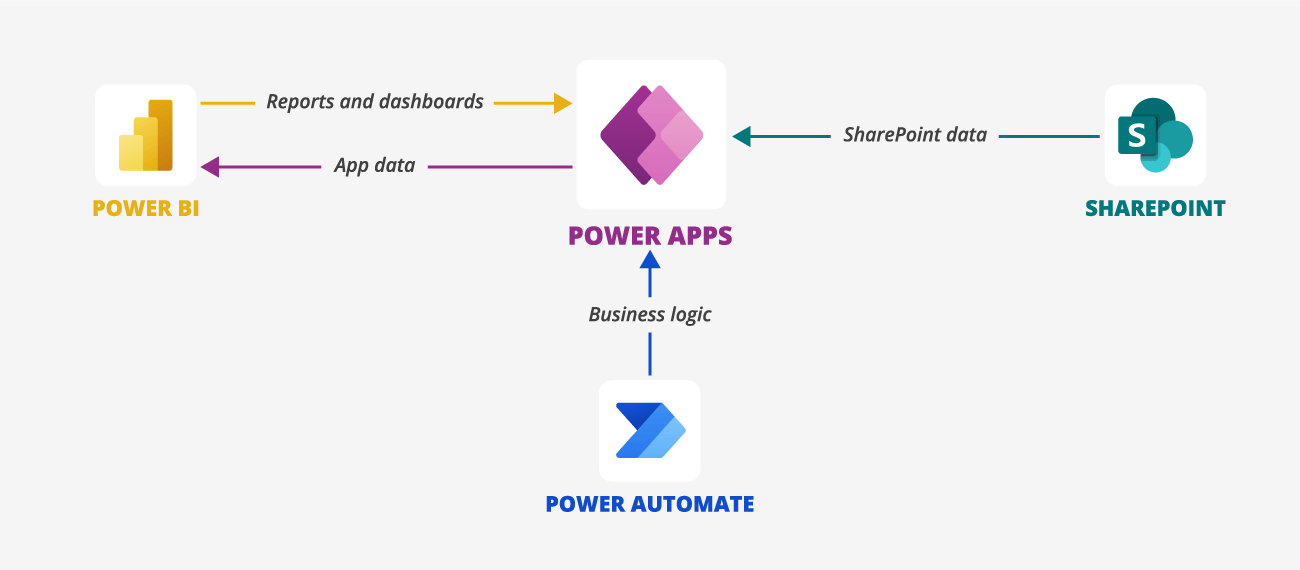 Reports and dashboards
App data
POWER BI
POWER APPS
SharePoint data
S
SHAREPOINT
Business logic
POWER AUTOMATE